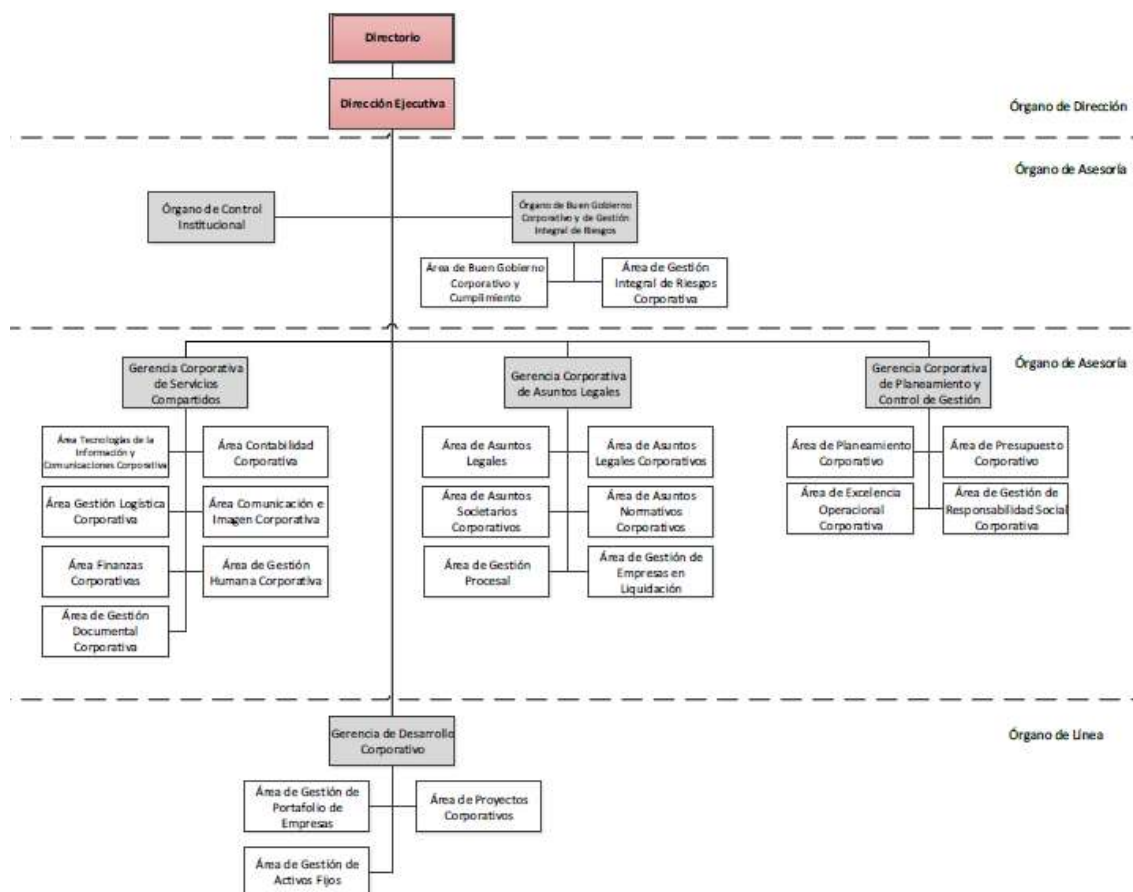 Directorio
Dirección Ejecutiva
Órgano de Dirección
Órgano de Asesoría
Órgano de Control
Institucional
Órgano de Buen Gobierno
Corporativo y de Gestión
Integral de Riesgos
Área de Buen Gobierno
Corporativo y
Cumplimiento
Área de Gestión
Integral de Riesgos
Corporativa
Órgano de Asesoría
Gerencia Corporativa
de Servicios
Compartidos
Gerencia Corporativa
de Asuntos Legales
Gerencia Corporativa
de Planeamiento y
Control de Gestión
Área Tecnologías de la
Información y
Comunicaciones Corporativa
Área Contabilidad
Corporativa
Área Gestión Logística
Corporativa
Área Comunicación e
Imagen Corporativa
Área Finanzas
Corporativas
Área de Gestión
Humana Corporativa
Área de Gestión
Documental
Corporativa
Área de Asuntos
Legales
Área de Asuntos
Legales Corporativos
Área de Asuntos
Societarios
Corporativos
Área de Asuntos
Normativos
Corporativos
Área de Gestión
Procesal
Área de Gestión de
Empresas en
Liquidación
Área de Planeamiento
Corporativo
Área de Presupuesto
Corporativo
Área de Excelencia
Operacional
Corporativa
Área de Gestión de
Responsabilidad Social
Corporativa
Gerencia de Desarrollo
Corporativo
Órgano de Línea
Área de Gestión de
Portafolio de
Empresas
Área de Proyectos
Corporativos
Área de Gestión de
Activos Fijos